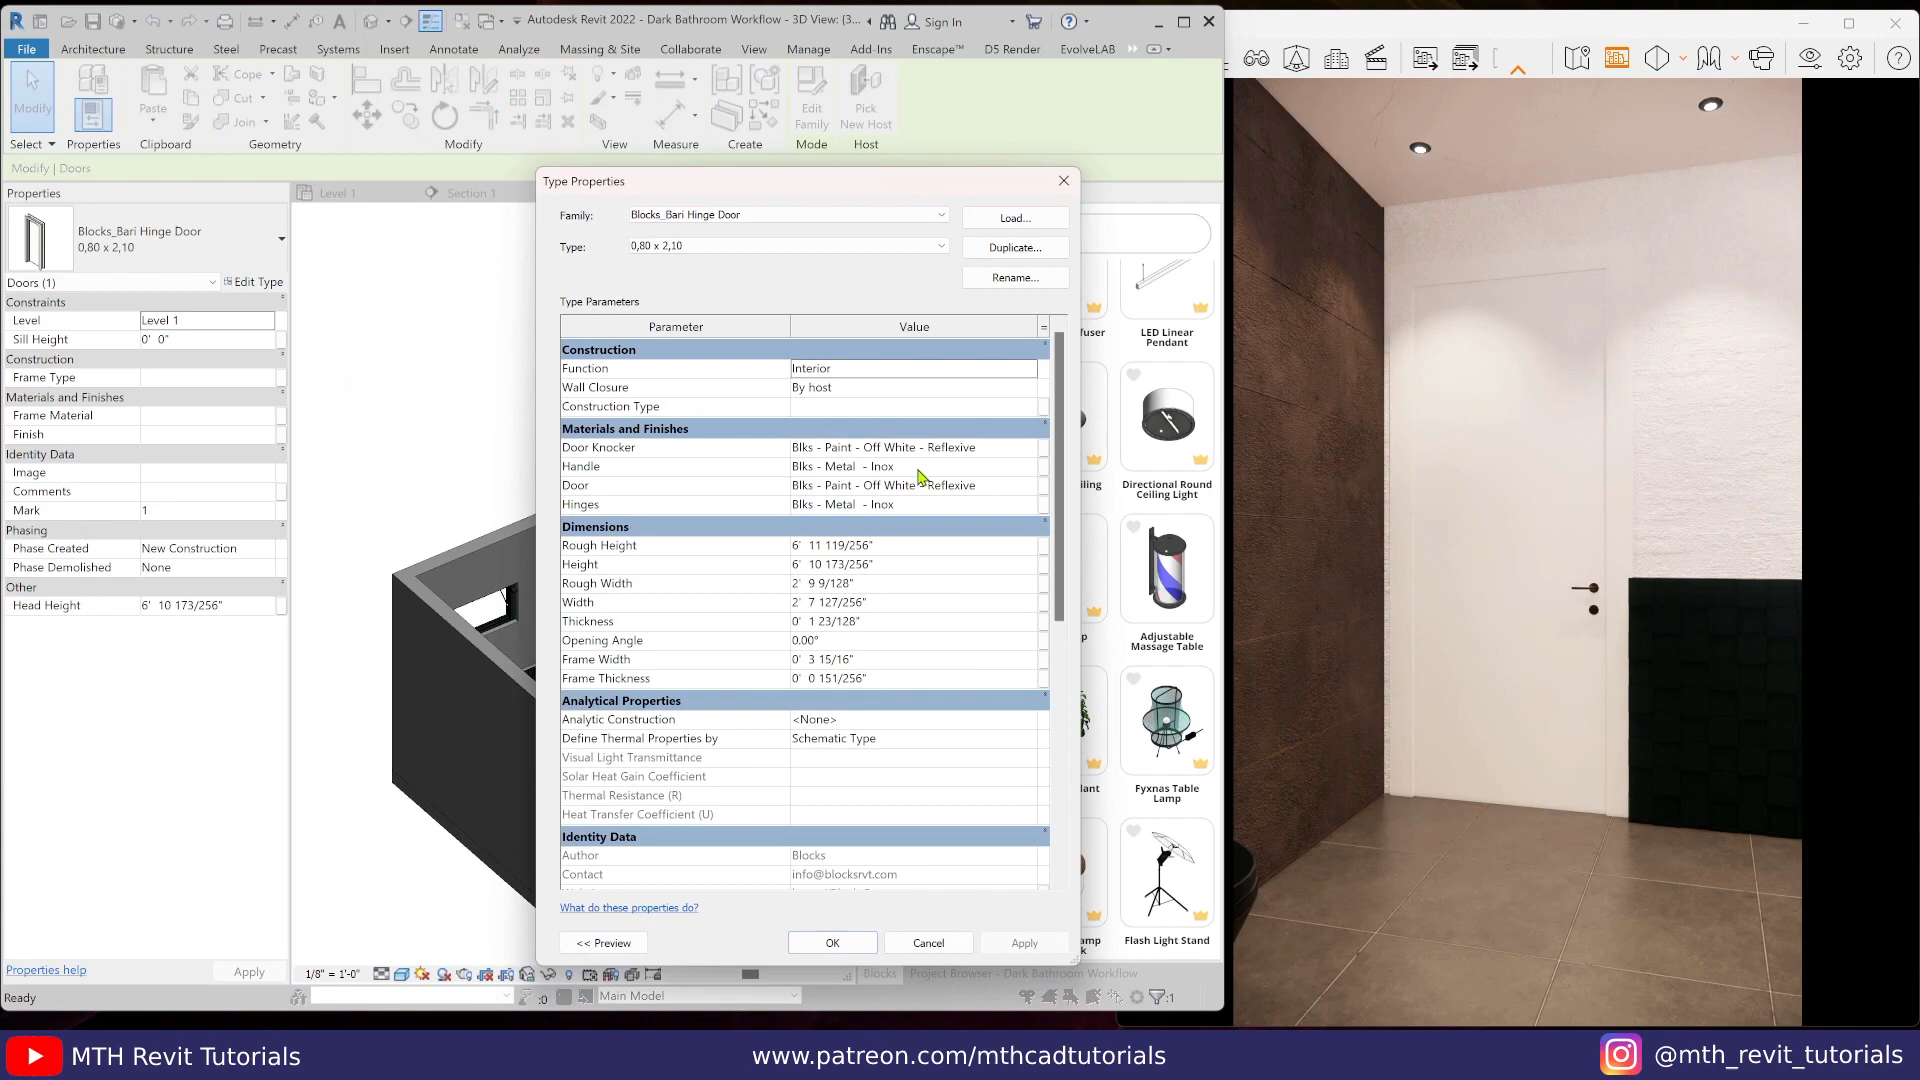 Autodesk Revit 2022 - Dark Bathroom Workflow - 3D View: {3...
Sign In
File Architecture Structure Steel Precast Systems Insert Annotate Analyze Massing & Site Collaborate View Manage Add-Ins Enscape™ D5 Render EvolveLAB
Modify
Paste
Cope
Cut
Join
Edit Family
Pick New Host
Select Properties Clipboard Geometry Modify View Measure Create Mode Host
Modify | Doors
Properties
Level 1
Section 1
Blocks_Bari Hinge Door
0,80 x 2,10
Doors (1)
Edit Type
Constraints
Level Level 1
Sill Height 0' 0"
Construction
Frame Type
Materials and Finishes
Frame Material
Finish
Identity Data
Image
Comments
Mark 1
Phasing
Phase Created New Construction
Phase Demolished None
Other
Head Height 6' 10 173/256"
Properties help
Apply
Type Properties
Family: Blocks_Bari Hinge Door Load...
Type: 0,80 x 2,10 Duplicate...
Rename...
Type Parameters
Parameter Value =
Construction
Function Interior
Wall Closure By host
Construction Type
Materials and Finishes
Door Knocker Blks - Paint - Off White - Reflexive
Handle Blks - Metal - Inox
Door Blks - Paint - Off White - Reflexive
Hinges Blks - Metal - Inox
Dimensions
Rough Height 6' 11 119/256"
Height 6' 10 173/256"
Rough Width 2' 9 9/128"
Width 2' 7 127/256"
Thickness 0' 1 23/128"
Opening Angle 0.00°
Frame Width 0' 3 15/16"
Frame Thickness 0' 0 151/256"
Analytical Properties
Analytic Construction <None>
Define Thermal Properties by Schematic Type
Visual Light Transmittance
Solar Heat Gain Coefficient
Thermal Resistance (R)
Heat Transfer Coefficient (U)
Identity Data
Author Blocks
Contact info@blocksrvt.com
What do these properties do?
<< Preview OK Cancel Apply
fuser
LED Linear Pendant
iling
Directional Round Ceiling Light
p
Adjustable Massage Table
lant
Fyxnas Table Lamp
amp
k
Flash Light Stand
1/8" = 1'-0"
Blocks
Project Browser - Dark Bathroom Workflow
Ready
:0
Main Model
:1
MTH Revit Tutorials
www.patreon.com/mthcadtutorials
@mth_revit_tutorials